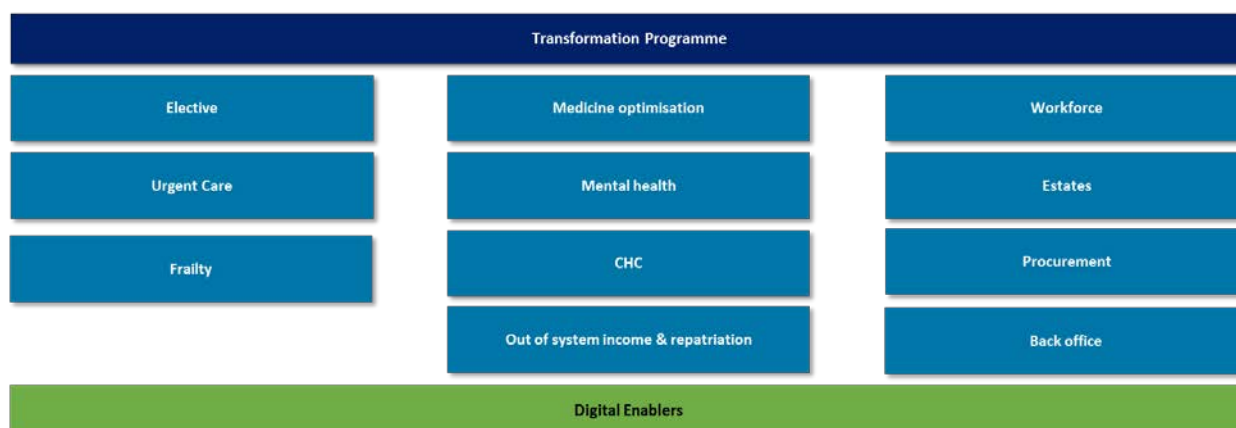 Transformation Programme
Elective
Medicine optimisation
Workforce
Urgent Care
Mental health
Estates
Frailty
CHC
Procurement
Out of system income & repatriation
Back office
Digital Enablers